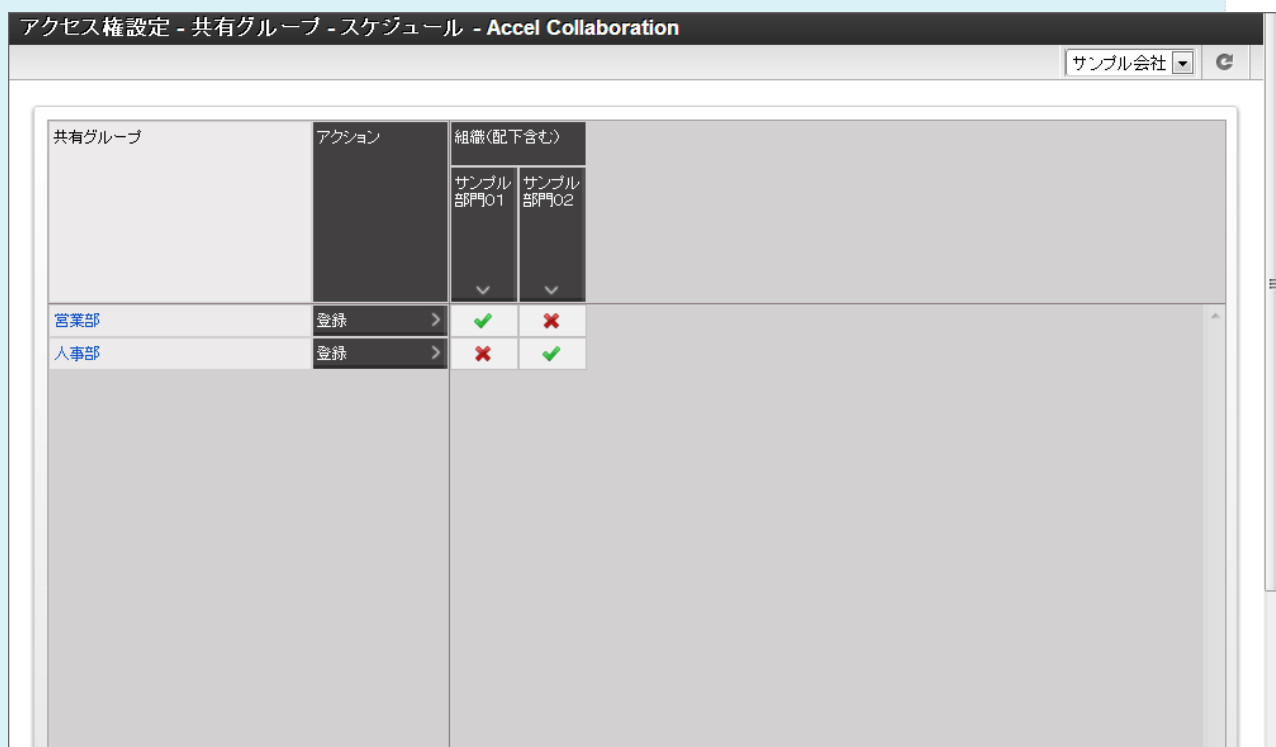 アクセス権設定 - 共有グループ - スケジュール - Accel Collaboration
サンプル会社
共有グループ
アクション
組織(配下含む)
サンプル
部門01
サンプル
部門02
営業部
登録
人事部
登録